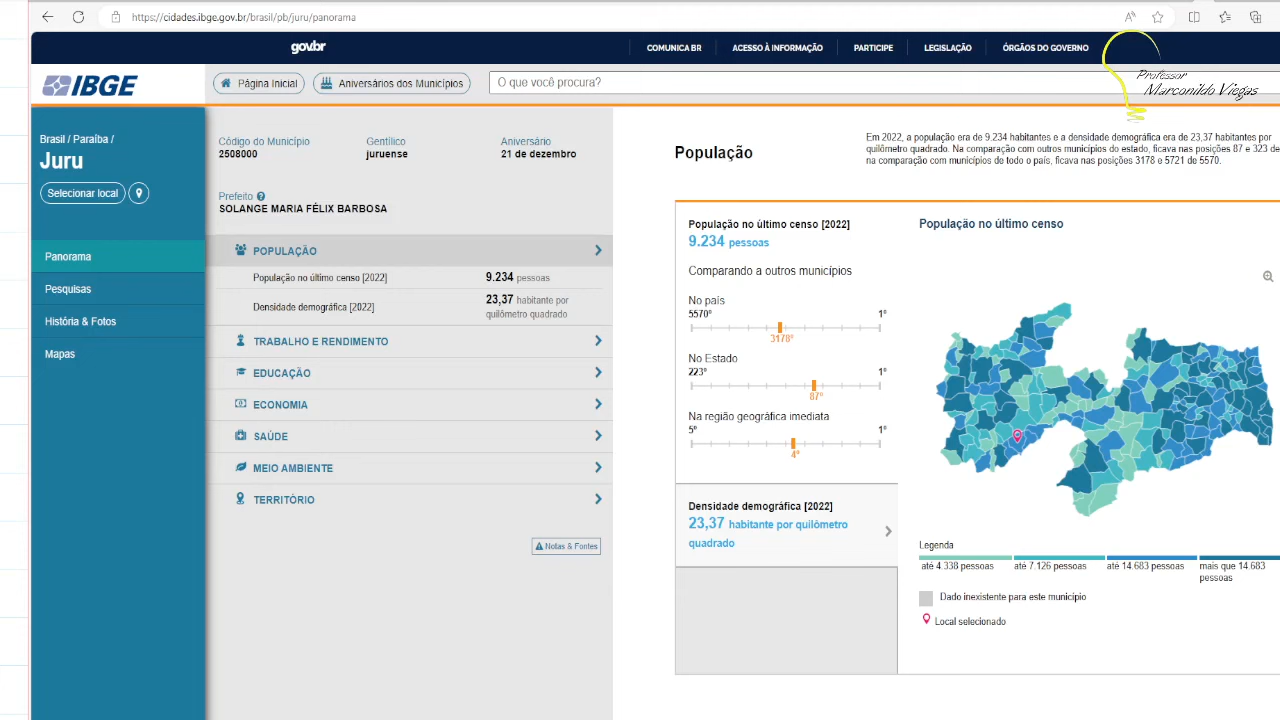 https://cidades.ibge.gov.br/brasil/pb/juru/panorama
gov.br
COMUNICA BR
ACESSO À INFORMAÇÃO
PARTICIPE
LEGISLAÇÃO
ÓRGÃOS DO GOVERNO
Professor
Marconildo Viegas
IBGE
Página Inicial
Aniversários dos Municípios
O que você procura?
Brasil / Paraíba /
Juru
Selecionar local
Panorama
Pesquisas
História & Fotos
Mapas
Código do Município
2508000
Gentílico
juruense
Aniversário
21 de dezembro
Prefeito
SOLANGE MARIA FÉLIX BARBOSA
POPULAÇÃO
População no último censo [2022]
9.234 pessoas
Densidade demográfica [2022]
23,37 habitante por
quilômetro quadrado
TRABALHO E RENDIMENTO
EDUCAÇÃO
ECONOMIA
SAÚDE
MEIO AMBIENTE
TERRITÓRIO
Notas & Fontes
População
Em 2022, a população era de 9.234 habitantes e a densidade demográfica era de 23,37 habitantes por
quilômetro quadrado. Na comparação com outros municípios do estado, ficava nas posições 87 e 323 de
na comparação com municípios de todo o país, ficava nas posições 3178 e 5721 de 5570.
População no último censo [2022]
9.234 pessoas
Comparando a outros municípios
No país
5570º 1º
3178º
No Estado
223º 1º
87º
Na região geográfica imediata
5º 1º
4º
Densidade demográfica [2022]
23,37 habitante por quilômetro
quadrado
População no último censo
Legenda
até 4.338 pessoas
até 7.126 pessoas
até 14.683 pessoas
mais que 14.683
pessoas
Dado inexistente para este município
Local selecionado